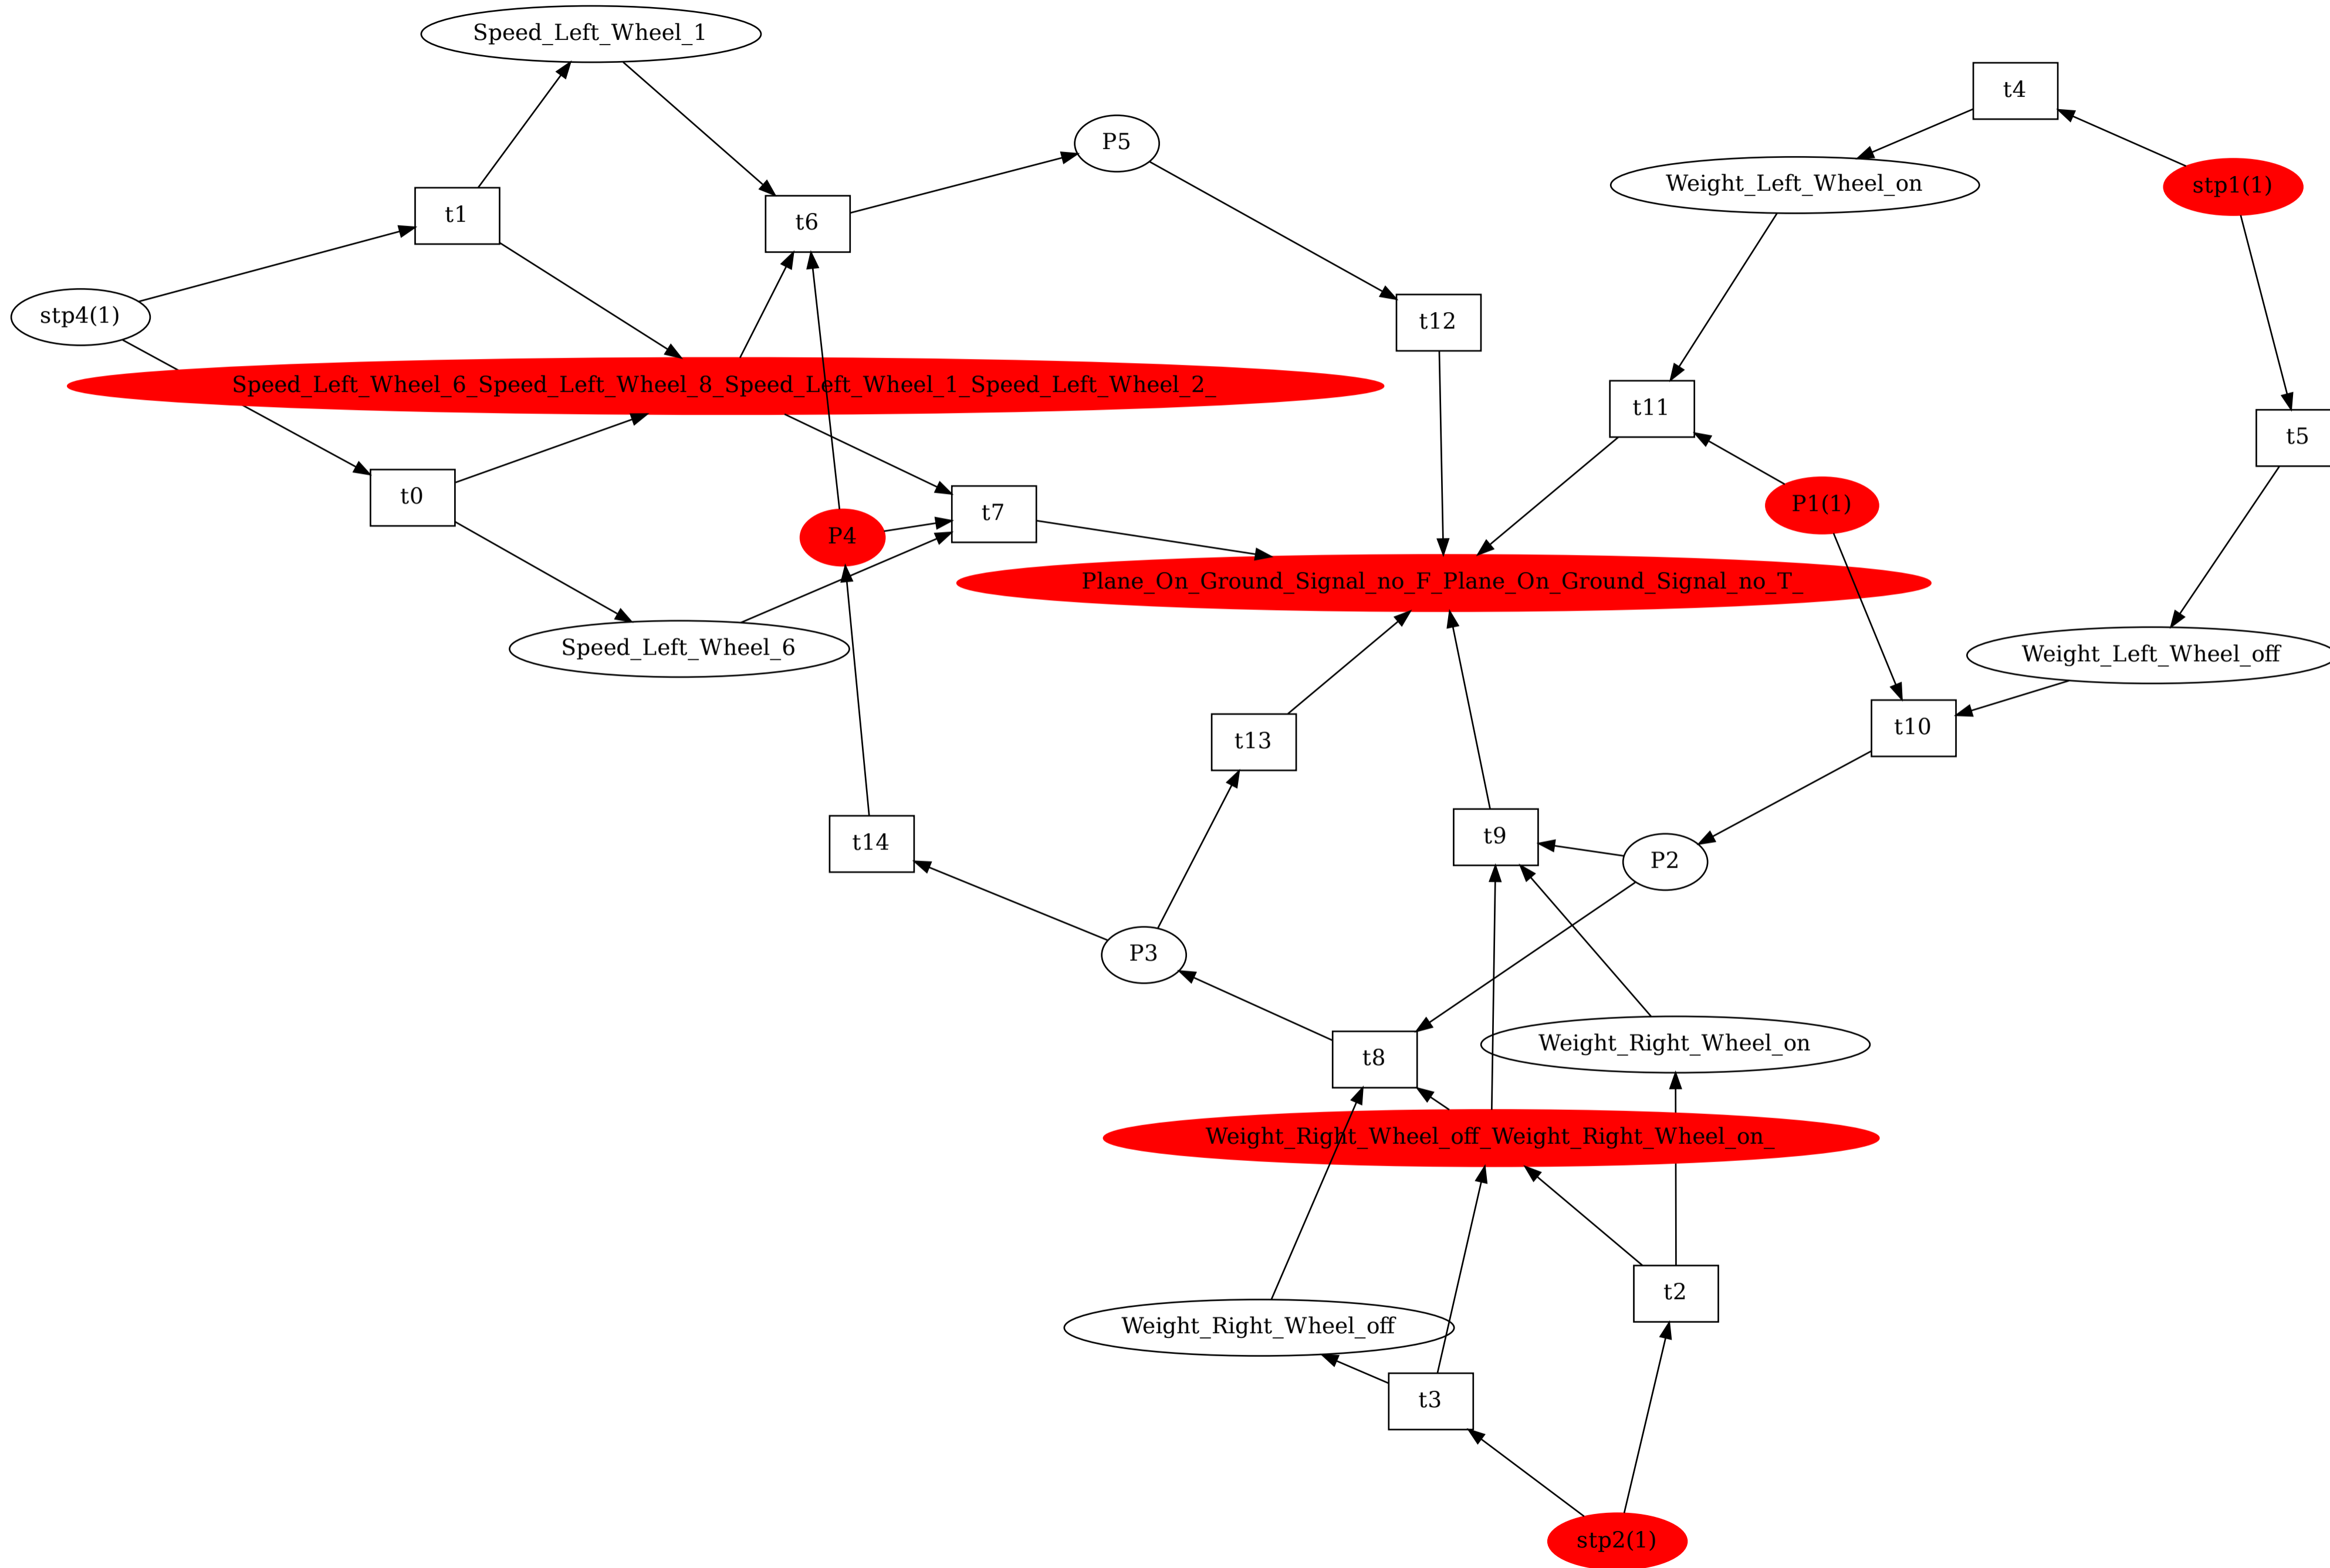 Speed_Left_Wheel_1
t4
P5
Weight_Left_Wheel_on
stp1(1)
t1
t6
stp4(1)
t12
Speed_Left_Wheel_6_Speed_Left_Wheel_8_Speed_Left_Wheel_1_Speed_Left_Wheel_2_
t11
t5
t0
P1(1)
t7
P4
Plane_On_Ground_Signal_no_F_Plane_On_Ground_Signal_no_T_
Speed_Left_Wheel_6
Weight_Left_Wheel_off
t10
t13
t9
t14
P2
P3
Weight_Right_Wheel_on
t8
Weight_Right_Wheel_off_Weight_Right_Wheel_on_
t2
Weight_Right_Wheel_off
t3
stp2(1)